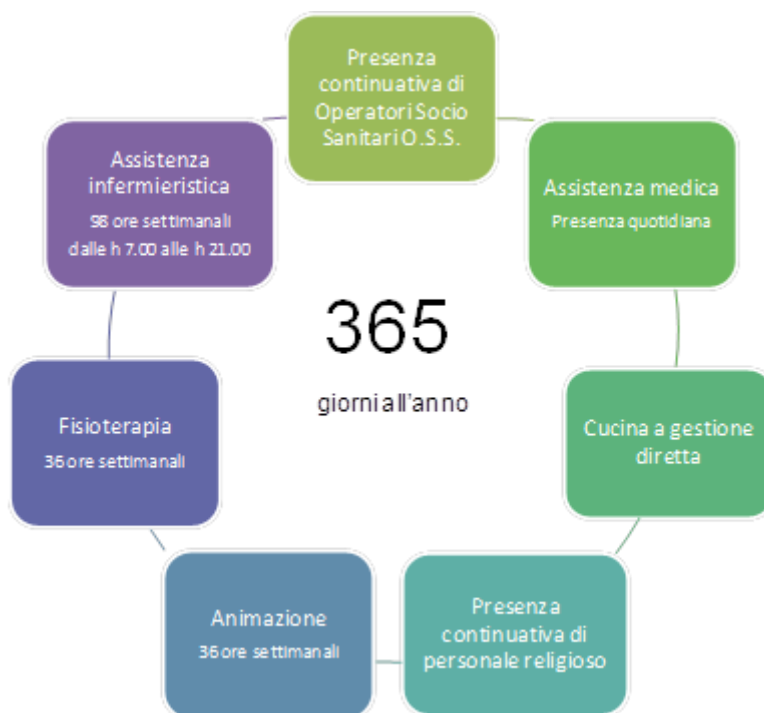 Presenza
continuativa di
Operatori Socio
Sanitari O.S.S.
Assistenza medica
Presenza quotidiana
Cucina a gestione
diretta
Presenza
continuativa di
personale religioso
Animazione
36 ore settimanali
Fisioterapia
36 ore settimanali
Assistenza
infermieristica
98 ore settimanali
dalle h 7.00 alle h 21.00
365
giorni all'anno